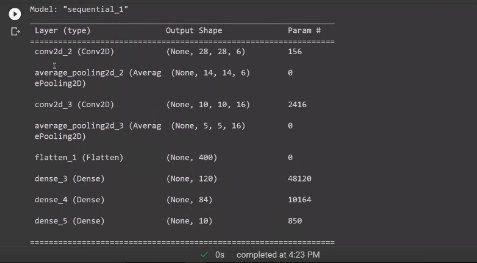 Model: "sequential_1"
Layer (type) Output Shape Param #
conv2d_2 (Conv2D) (None, 28, 28, 6) 156
average_pooling2d_2 (Averag (None, 14, 14, 6) 0
ePooling2D)
conv2d_3 (Conv2D) (None, 10, 10, 16) 2416
average_pooling2d_3 (Averag (None, 5, 5, 16) 0
ePooling2D)
flatten_1 (Flatten) (None, 400) 0
dense_3 (Dense) (None, 120) 48120
dense_4 (Dense) (None, 84) 10164
dense_5 (Dense) (None, 10) 850
0s completed at 4:23 PM